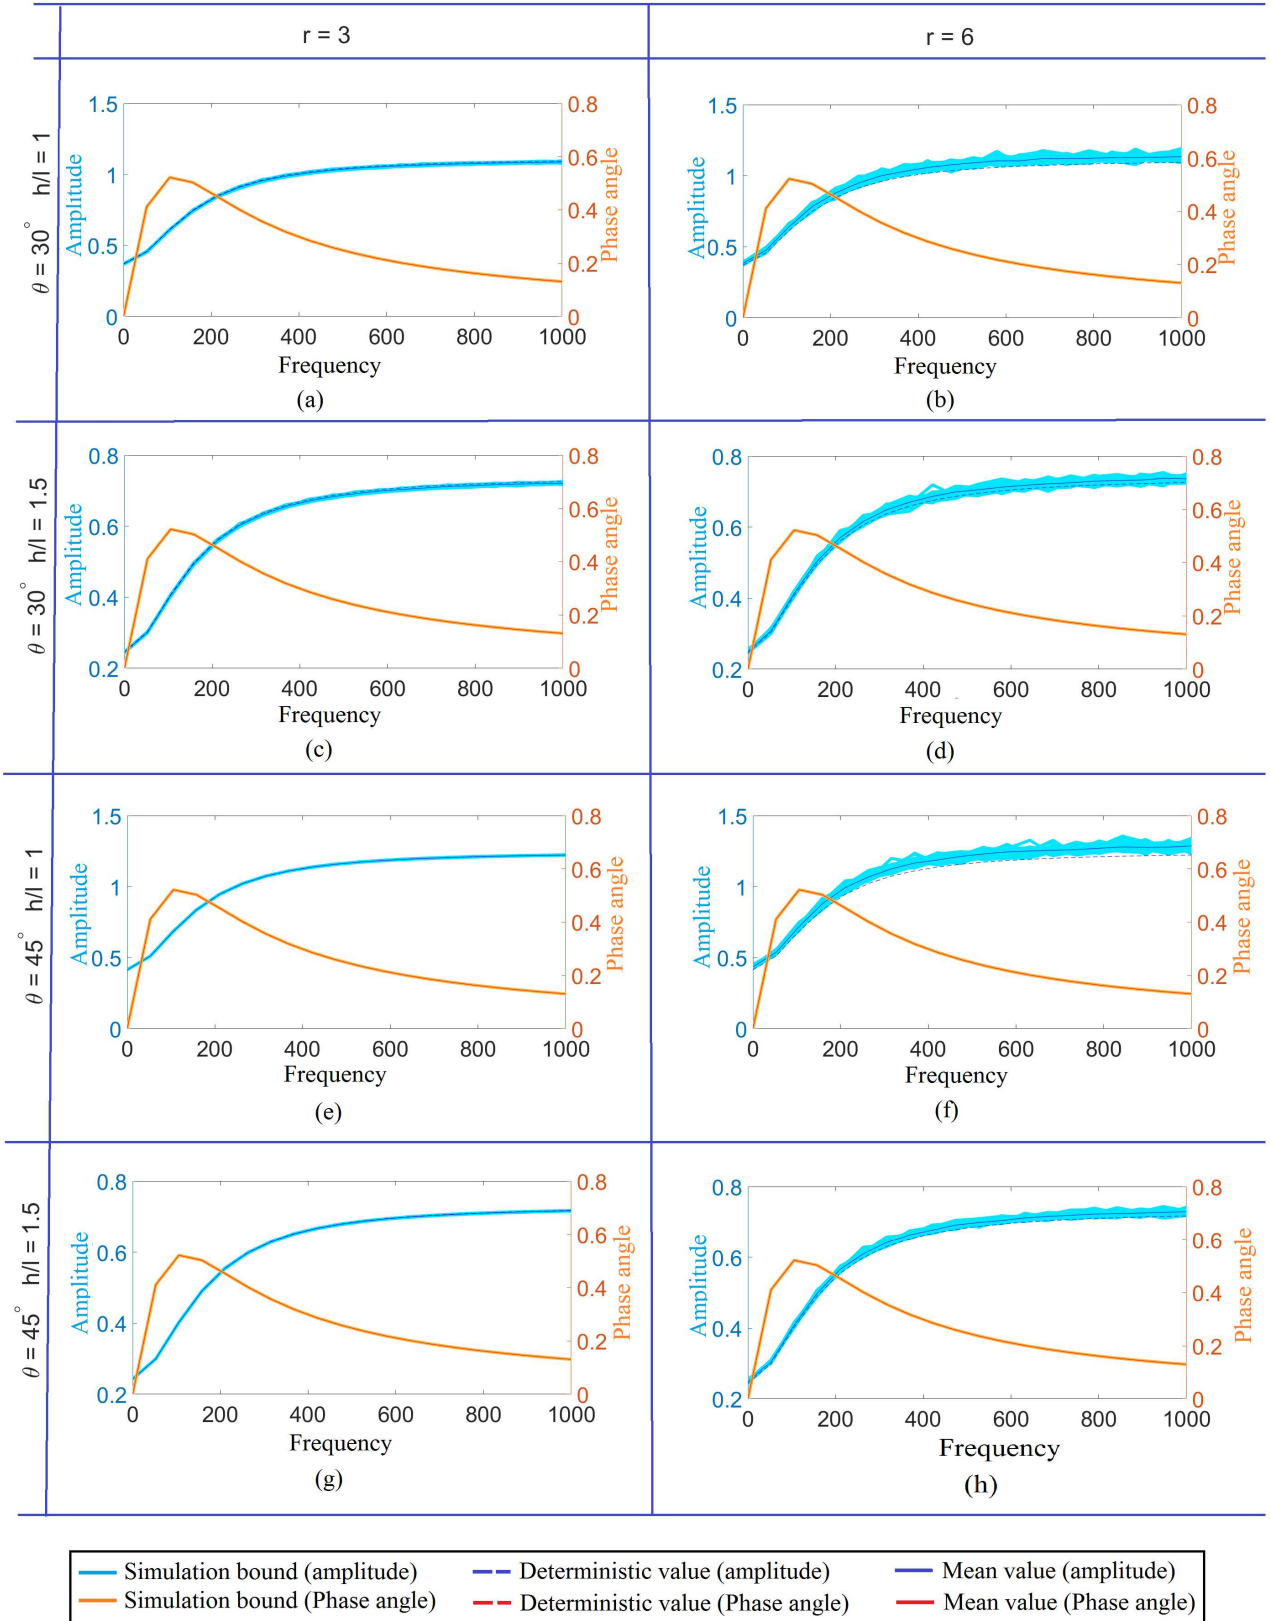 r = 3
r = 6
θ = 30° h/l = 1
1.5
1
0.5
0
Amplitude
0.8
0.6
0.4
0.2
0
Phase angle
0 200 400 600 800 1000
Frequency
(a)
1.5
1
0.5
0
Amplitude
0.8
0.6
0.4
0.2
0
Phase angle
0 200 400 600 800 1000
Frequency
(b)
θ = 30° h/l = 1.5
0.8
0.6
0.4
0.2
Amplitude
0.8
0.6
0.4
0.2
0
Phase angle
0 200 400 600 800 1000
Frequency
(c)
0.8
0.6
0.4
0.2
Amplitude
0.8
0.6
0.4
0.2
0
Phase angle
0 200 400 600 800 1000
Frequency
(d)
θ = 45° h/l = 1
1.5
1
0.5
0
Amplitude
0.8
0.6
0.4
0.2
0
Phase angle
0 200 400 600 800 1000
Frequency
(e)
1.5
1
0.5
0
Amplitude
0.8
0.6
0.4
0.2
0
Phase angle
0 200 400 600 800 1000
Frequency
(f)
θ = 45° h/l = 1.5
0.8
0.6
0.4
0.2
Amplitude
0.8
0.6
0.4
0.2
0
Phase angle
0 200 400 600 800 1000
Frequency
(g)
0.8
0.6
0.4
0.2
Amplitude
0.8
0.6
0.4
0.2
0
Phase angle
0 200 400 600 800 1000
Frequency
(h)
Simulation bound (amplitude) Deterministic value (amplitude) Mean value (amplitude)
Simulation bound (Phase angle) Deterministic value (Phase angle) Mean value (Phase angle)